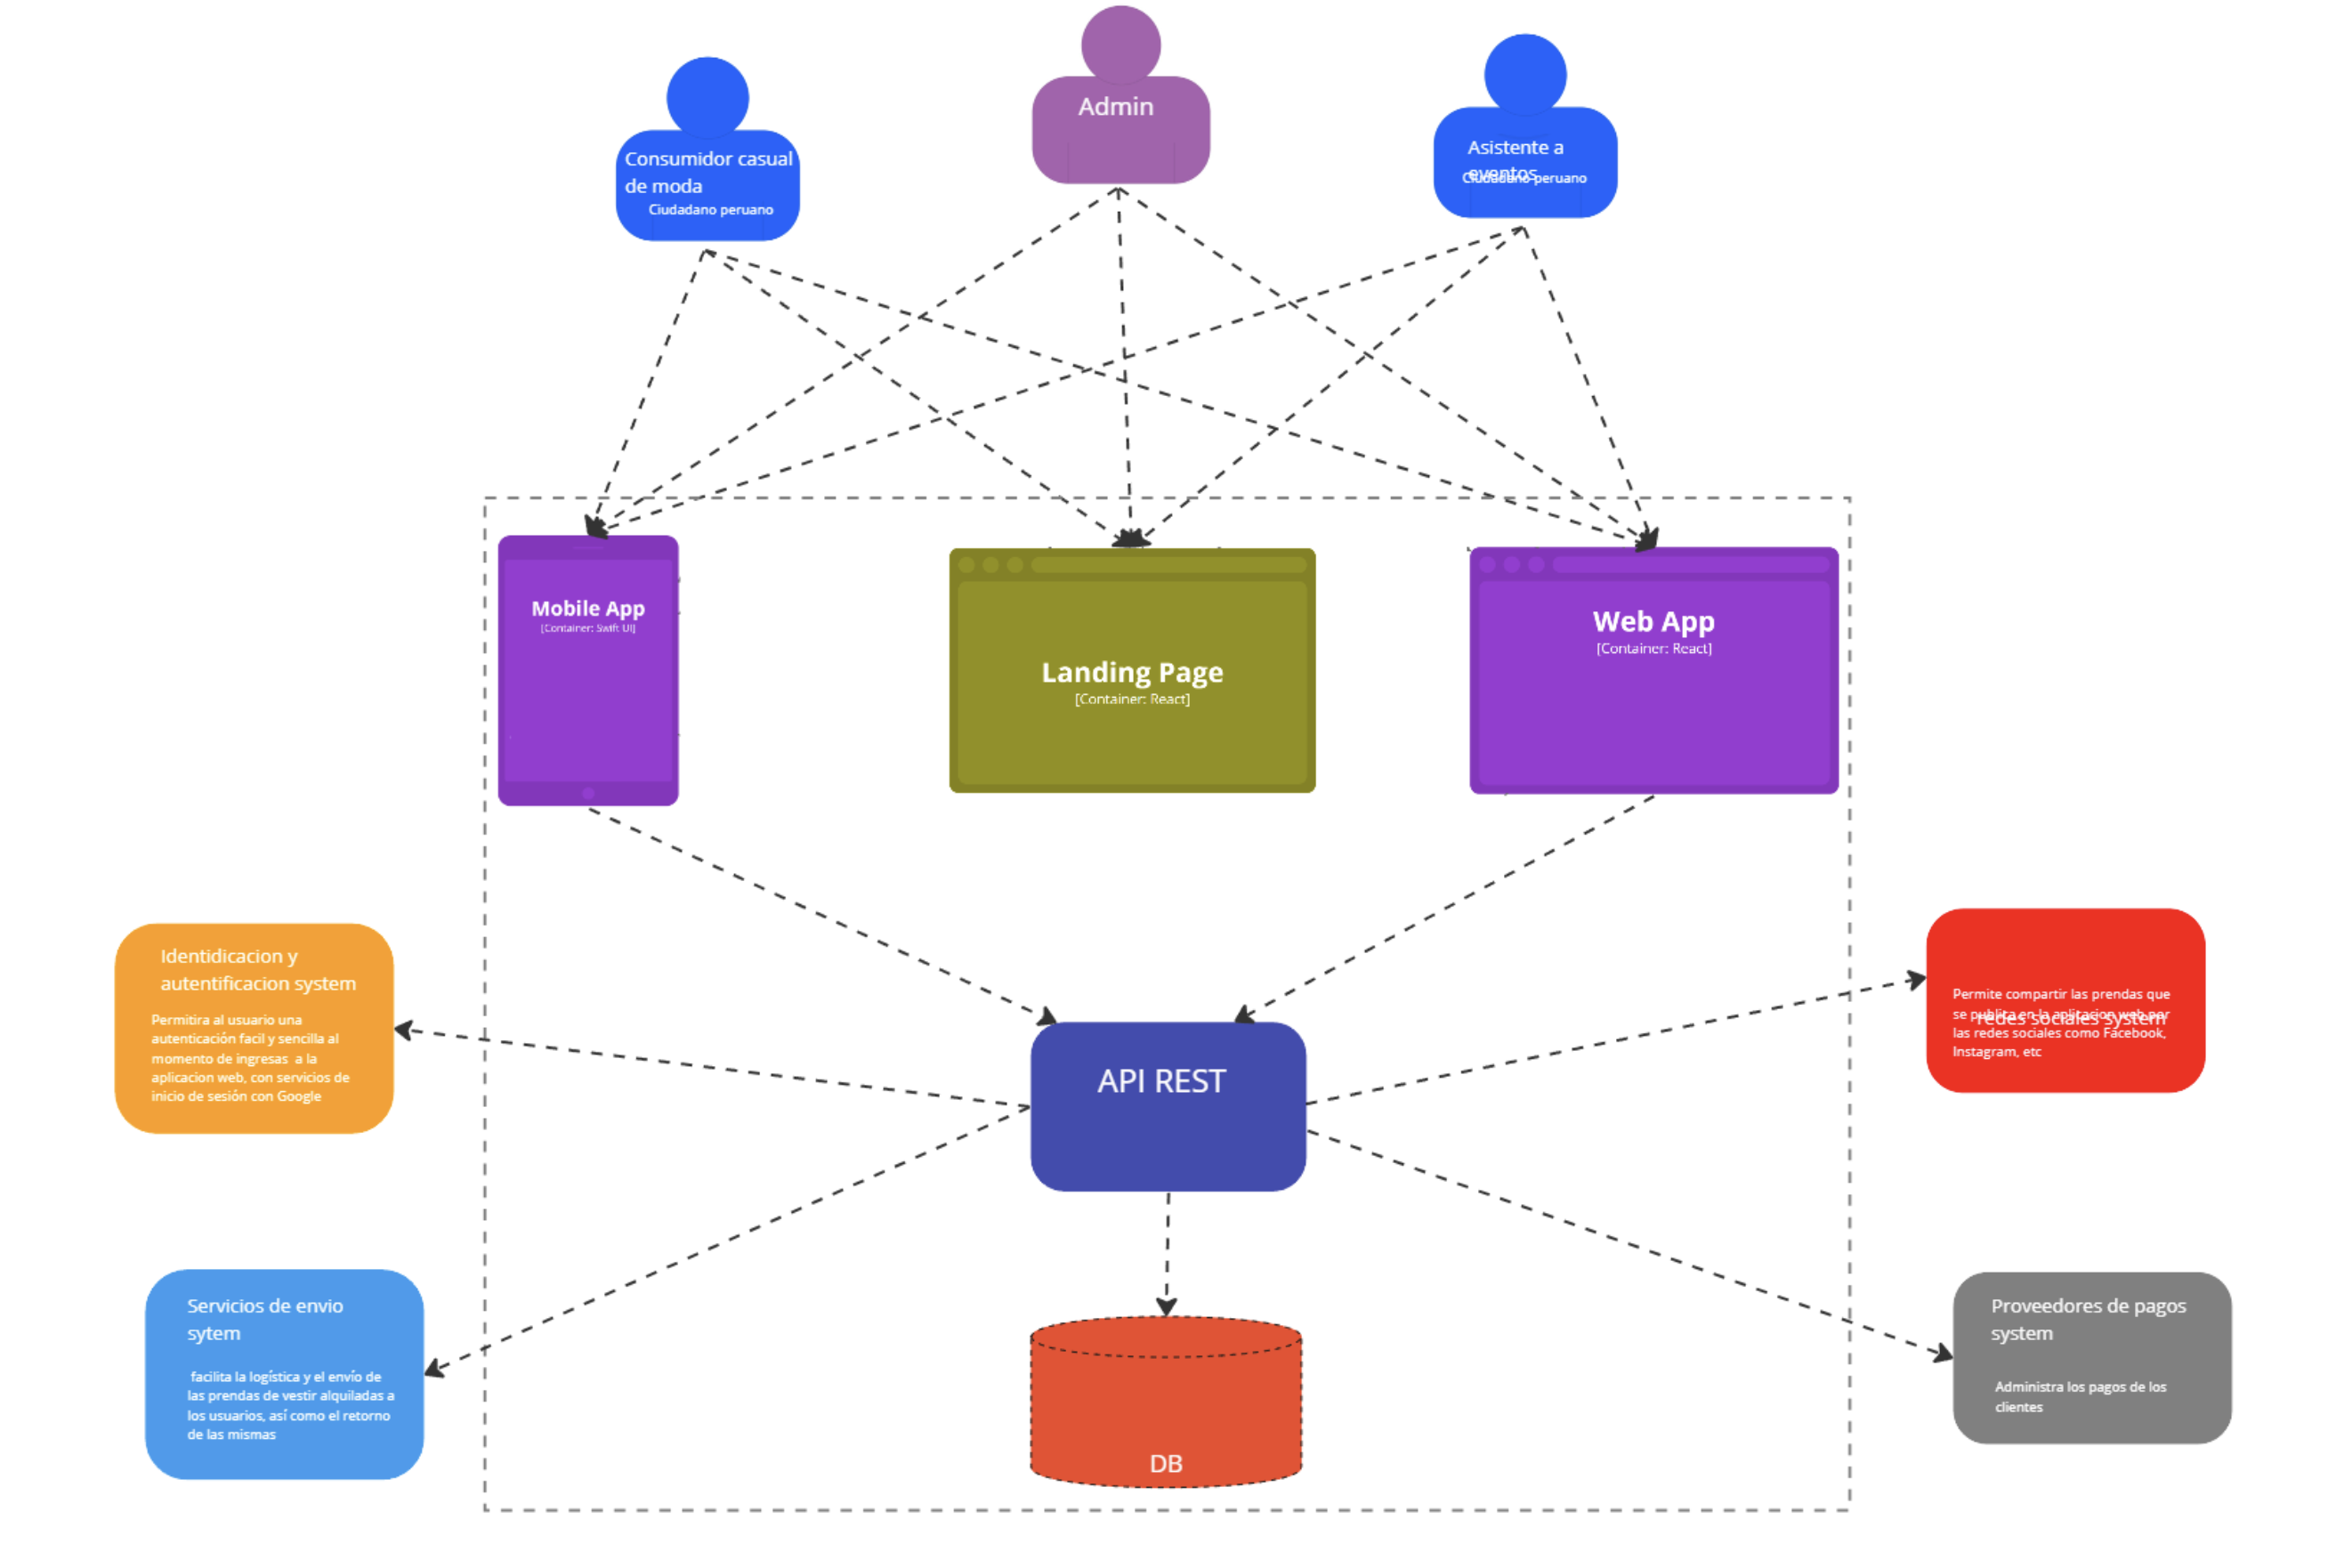 Admin
Consumidor casual
de moda
Ciudadano peruano
Asistente a
eventos
Ciudadano peruano
Mobile App
[Container: Swift UI]
Landing Page
[Container: React]
Web App
[Container: React]
Identidicacion y
autentificacion system
Permitira al usuario una
autenticación facil y sencilla al
momento de ingresas  a la
aplicacion web, con servicios de
inicio de sesión con Google
redes sociales system
Permite compartir las prendas que
se publica en la aplicacion web por
las redes sociales como Facebook,
Instagram, etc
API REST
Servicios de envio
sytem
facilita la logística y el envío de
las prendas de vestir alquiladas a
los usuarios, así como el retorno
de las mismas
Proveedores de pagos
system
Administra los pagos de los
clientes
DB